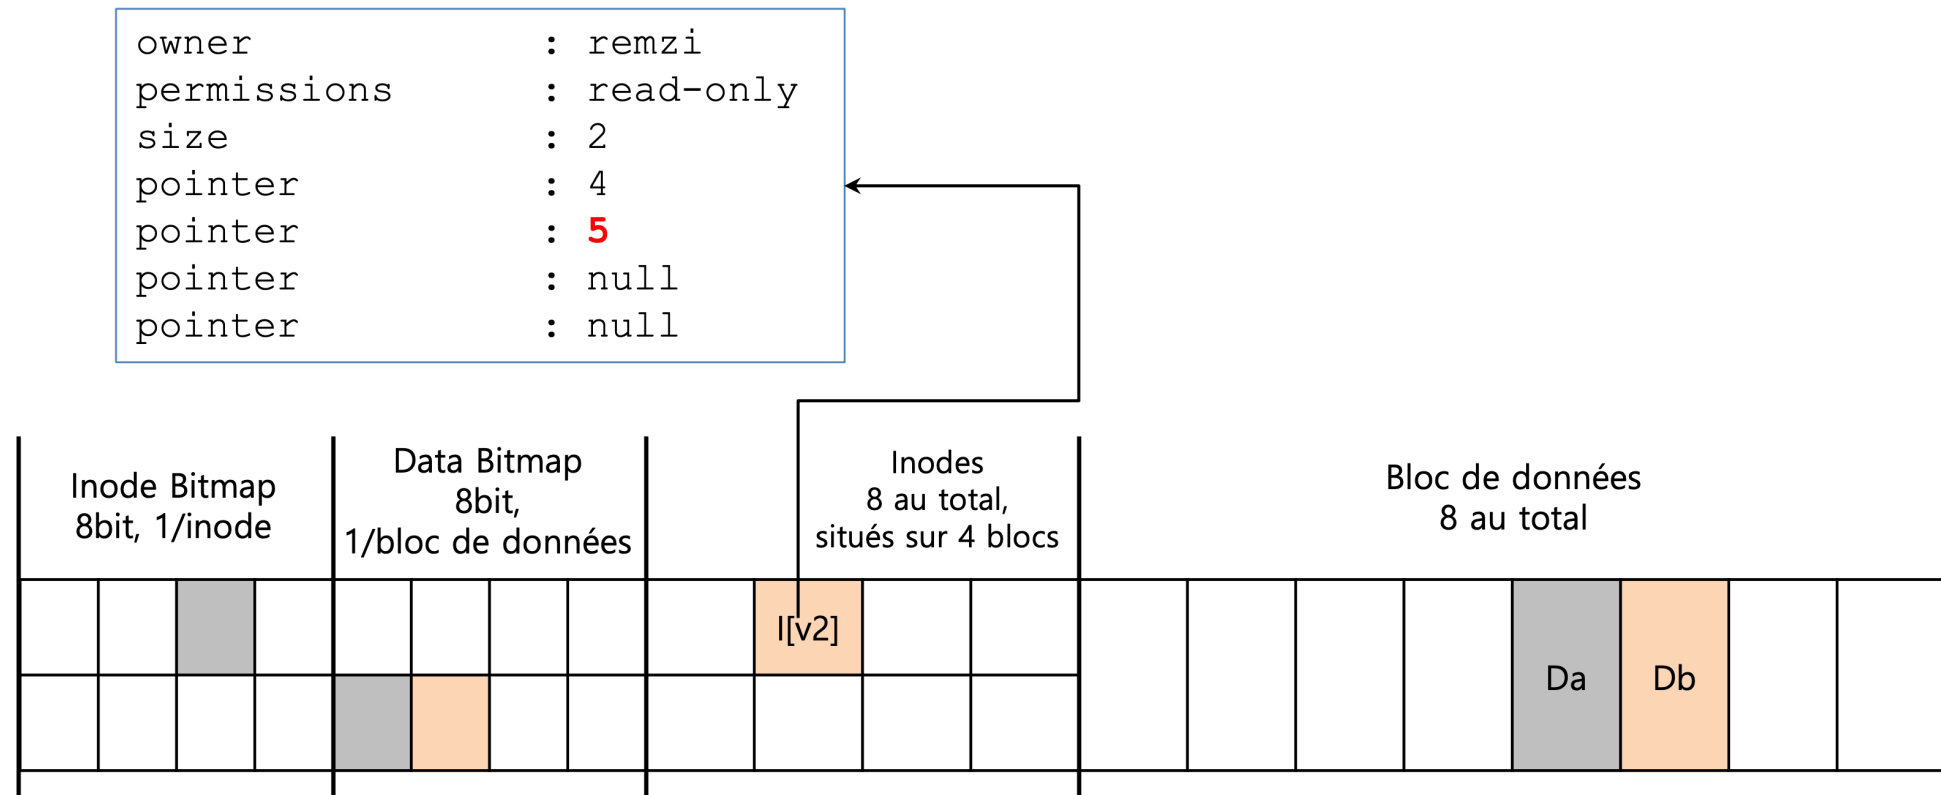 owner : remzi
permissions : read-only
size : 2
pointer : 4
pointer : 5
pointer : null
pointer : null
Inode Bitmap
8bit, 1/inode
Data Bitmap
8bit,
1/bloc de données
Inodes
8 au total,
situés sur 4 blocs
Bloc de données
8 au total
I[v2]
Da
Db